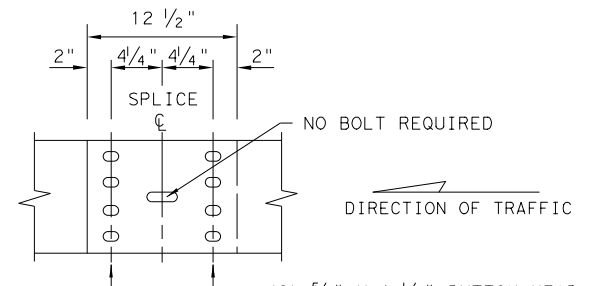 12 1/2"
2" 4 1/4" 4 1/4" 2"
SPLICE
℄
NO BOLT REQUIRED
DIRECTION OF TRAFFIC